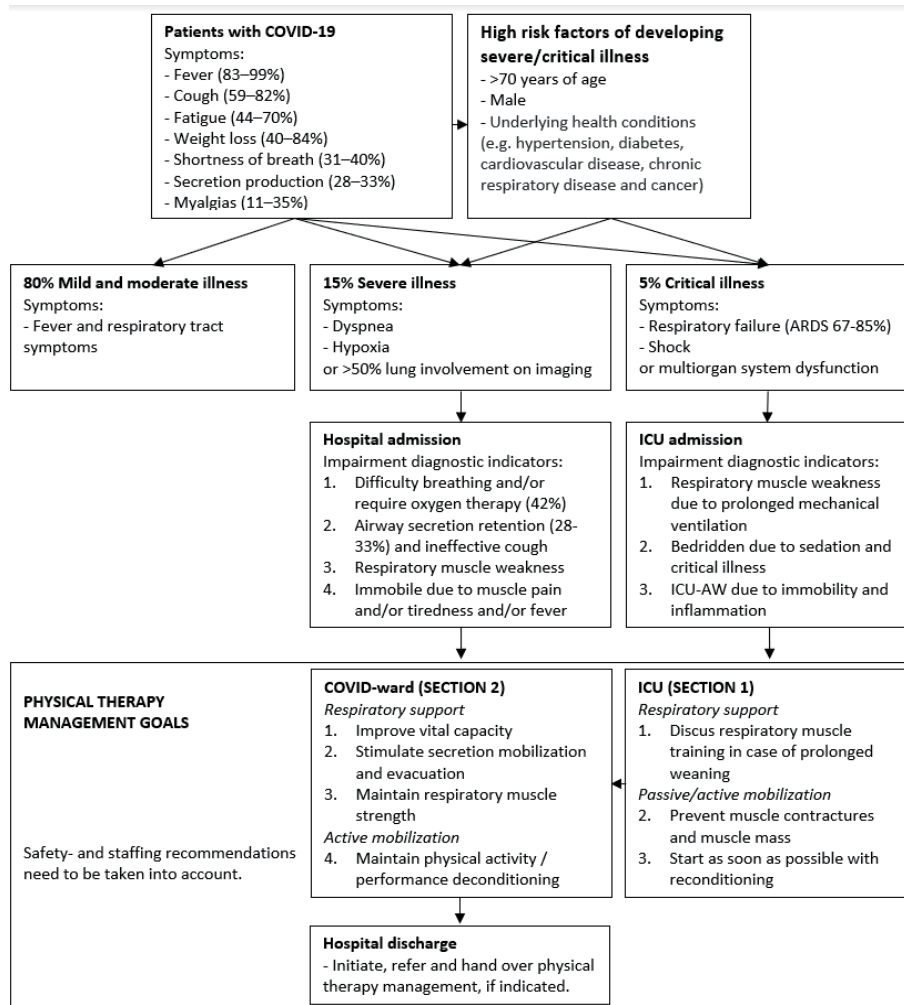 Patients with COVID-19
Symptoms:
- Fever (83–99%)
- Cough (59–82%)
- Fatigue (44–70%)
- Weight loss (40–84%)
- Shortness of breath (31–40%)
- Secretion production (28–33%)
- Myalgias (11–35%)
High risk factors of developing
severe/critical illness
- >70 years of age
- Male
- Underlying health conditions
(e.g. hypertension, diabetes,
cardiovascular disease, chronic
respiratory disease and cancer)
80% Mild and moderate illness
Symptoms:
- Fever and respiratory tract
symptoms
15% Severe illness
Symptoms:
- Dyspnea
- Hypoxia
or >50% lung involvement on imaging
5% Critical illness
Symptoms:
- Respiratory failure (ARDS 67-85%)
- Shock
or multiorgan system dysfunction
Hospital admission
Impairment diagnostic indicators:
1. Difficulty breathing and/or
require oxygen therapy (42%)
2. Airway secretion retention (28-
33%) and ineffective cough
3. Respiratory muscle weakness
4. Immobile due to muscle pain
and/or tiredness and/or fever
ICU admission
Impairment diagnostic indicators:
1. Respiratory muscle weakness
due to prolonged mechanical
ventilation
2. Bedridden due to sedation and
critical illness
3. ICU-AW due to immobility and
inflammation
PHYSICAL THERAPY
MANAGEMENT GOALS
Safety- and staffing recommendations
need to be taken into account.
COVID-ward (SECTION 2)
Respiratory support
1. Improve vital capacity
2. Stimulate secretion mobilization
and evacuation
3. Maintain respiratory muscle
strength
Active mobilization
4. Maintain physical activity /
performance deconditioning
ICU (SECTION 1)
Respiratory support
1. Discus respiratory muscle
training in case of prolonged
weaning
Passive/active mobilization
2. Prevent muscle contractures
and muscle mass
3. Start as soon as possible with
reconditioning
Hospital discharge
- Initiate, refer and hand over physical
therapy management, if indicated.